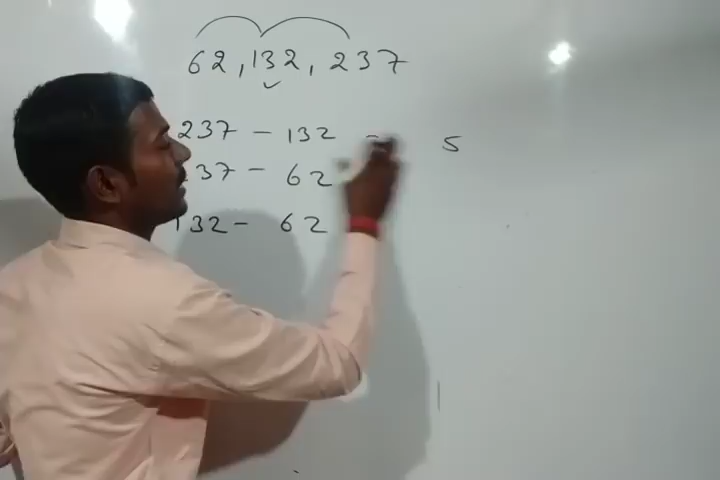 62, 132, 237
237 - 132 = 5
37 - 62
132 - 62